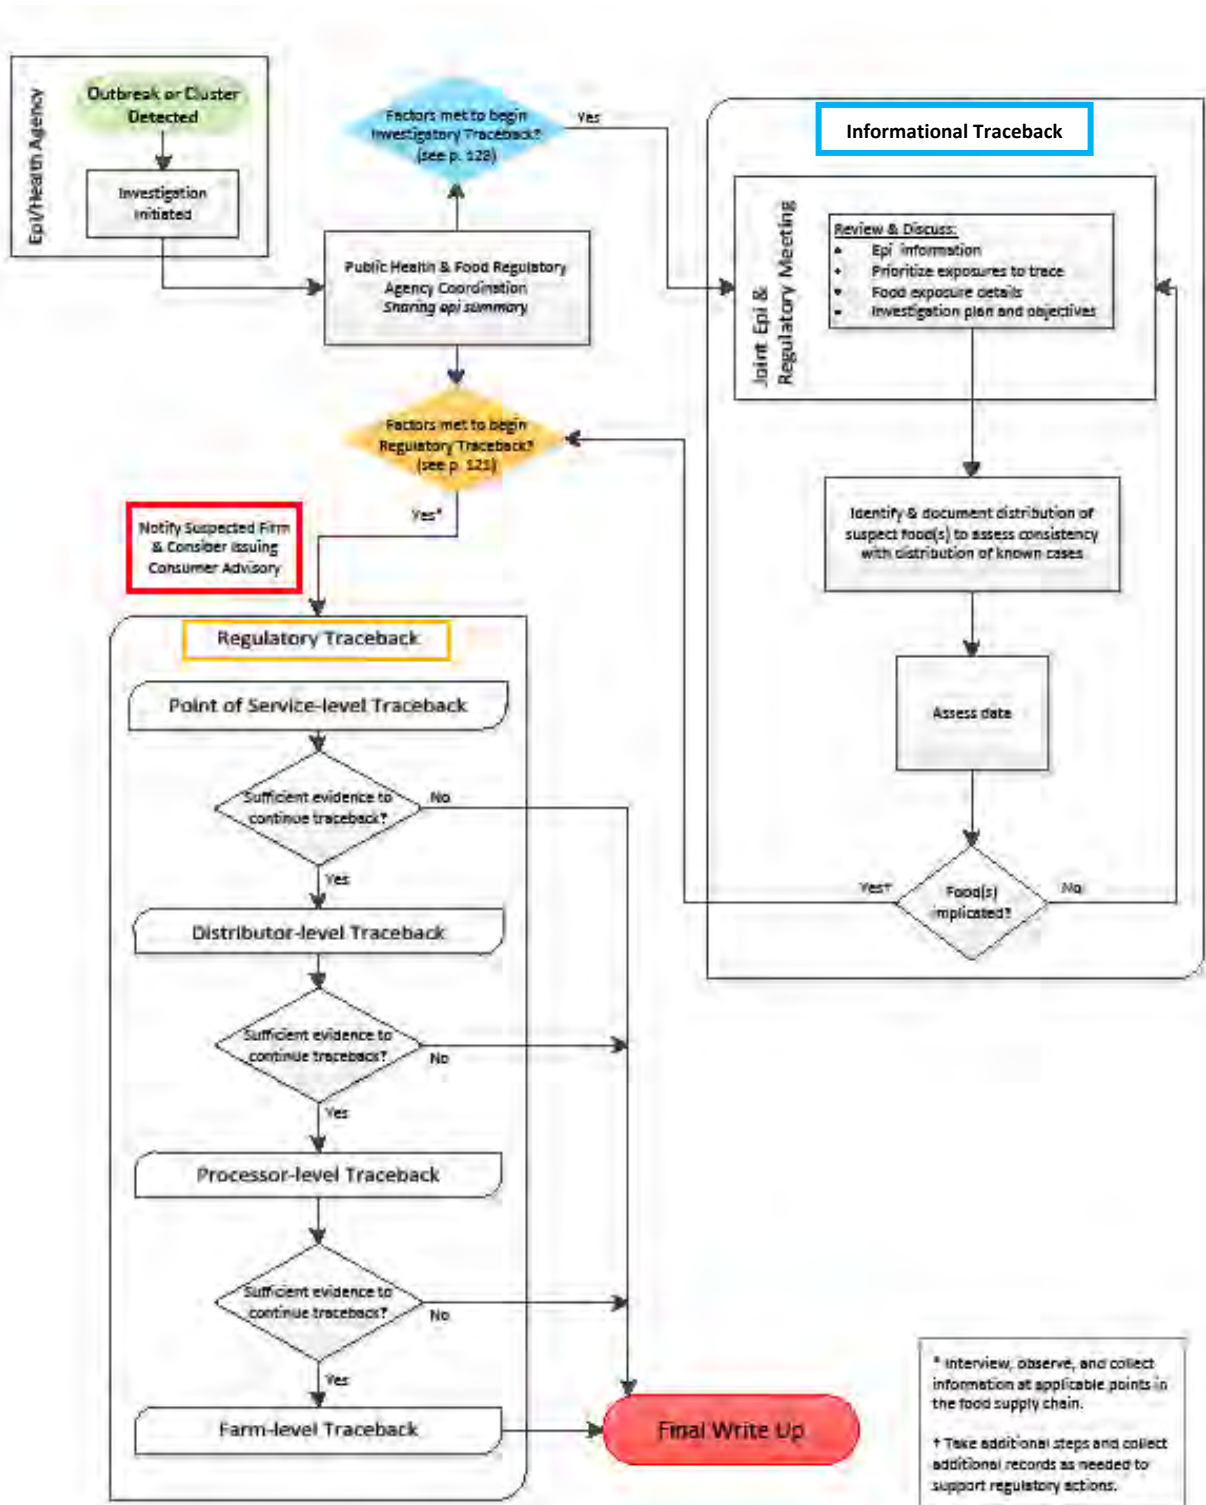 Epi/Health Agency
Outbreak or Cluster
Detected
Investigation
initiated
Factors met to begin
Investigatory Traceback?
(see p. 120)
Yes
Public Health & Food Regulatory
Agency Coordination
Sharing epi summary
Factors met to begin
Regulatory Traceback?
(see p. 121)
Yes*
Notify Suspected Firm
& Consider Issuing
Consumer Advisory
Informational Traceback
Joint Epi &
Regulatory Meeting
Review & Discuss:
• Epi information
• Prioritize exposures to trace
• Food exposure details
• Investigation plan and objectives
Identify & document distribution of
suspect food(s) to assess consistency
with distribution of known cases
Assess data
Food(s)
implicated?
Yes†
No
Regulatory Traceback
Point of Service-level Traceback
Sufficient evidence to
continue traceback?
No
Yes
Distributor-level Traceback
Sufficient evidence to
continue traceback?
No
Yes
Processor-level Traceback
Sufficient evidence to
continue traceback?
No
Yes
Farm-level Traceback
Final Write Up
* Interview, observe, and collect
information at applicable points in
the food supply chain.
† Take additional steps and collect
additional records as needed to
support regulatory actions.